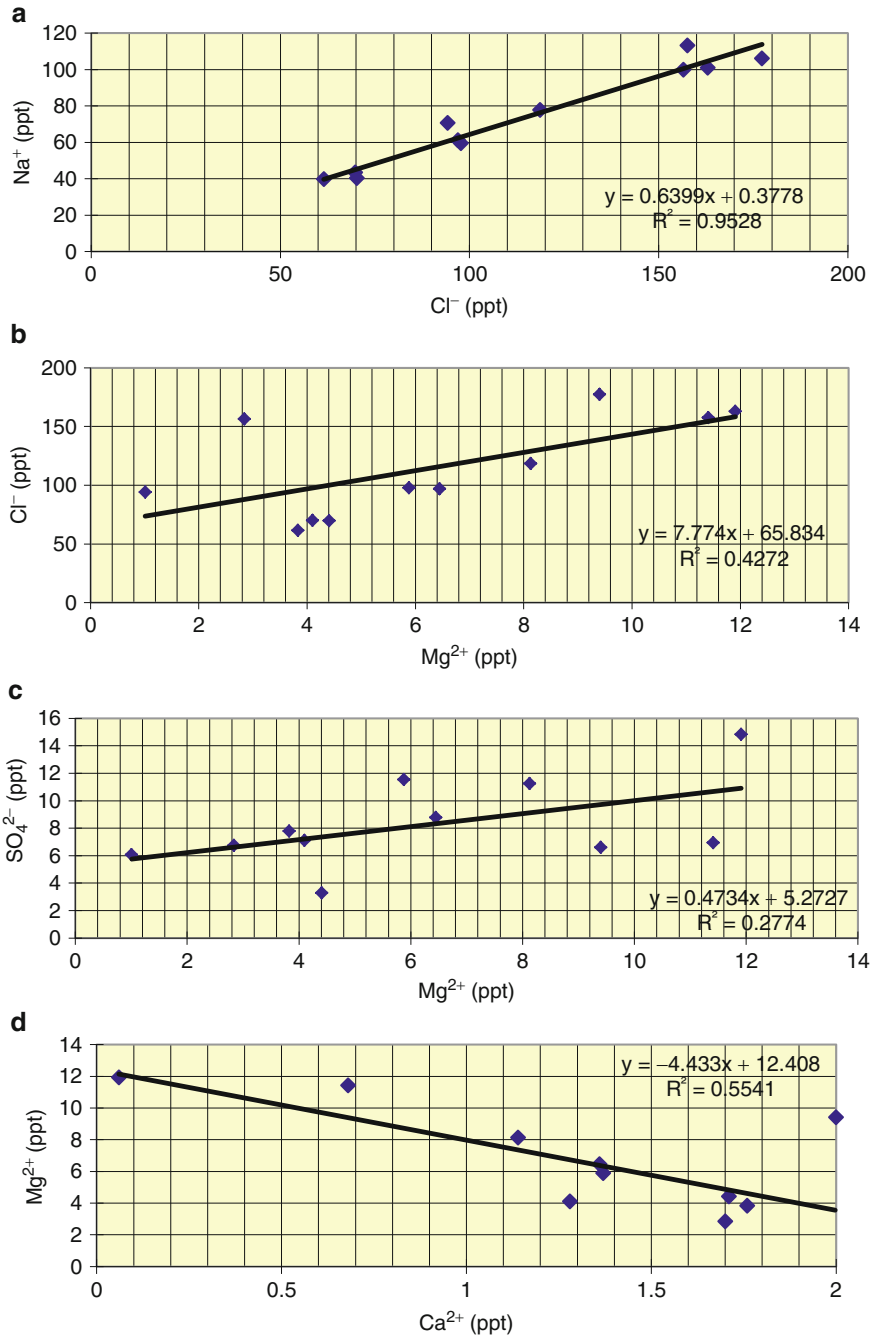 a
120
100
80
60
40
20
0
Na⁺ (ppt)
y = 0.6399x + 0.3778
R² = 0.9528
0 50 100 150 200
Cl⁻ (ppt)
b
200
150
100
50
0
Cl⁻ (ppt)
y = 7.774x + 65.834
R² = 0.4272
0 2 4 6 8 10 12 14
Mg²⁺ (ppt)
c
16
14
12
10
8
6
4
2
0
SO₄²⁻ (ppt)
y = 0.4734x + 5.2727
R² = 0.2774
0 2 4 6 8 10 12 14
Mg²⁺ (ppt)
d
14
12
10
8
6
4
2
0
Mg²⁺ (ppt)
y = −4.433x + 12.408
R² = 0.5541
0 0.5 1 1.5 2
Ca²⁺ (ppt)